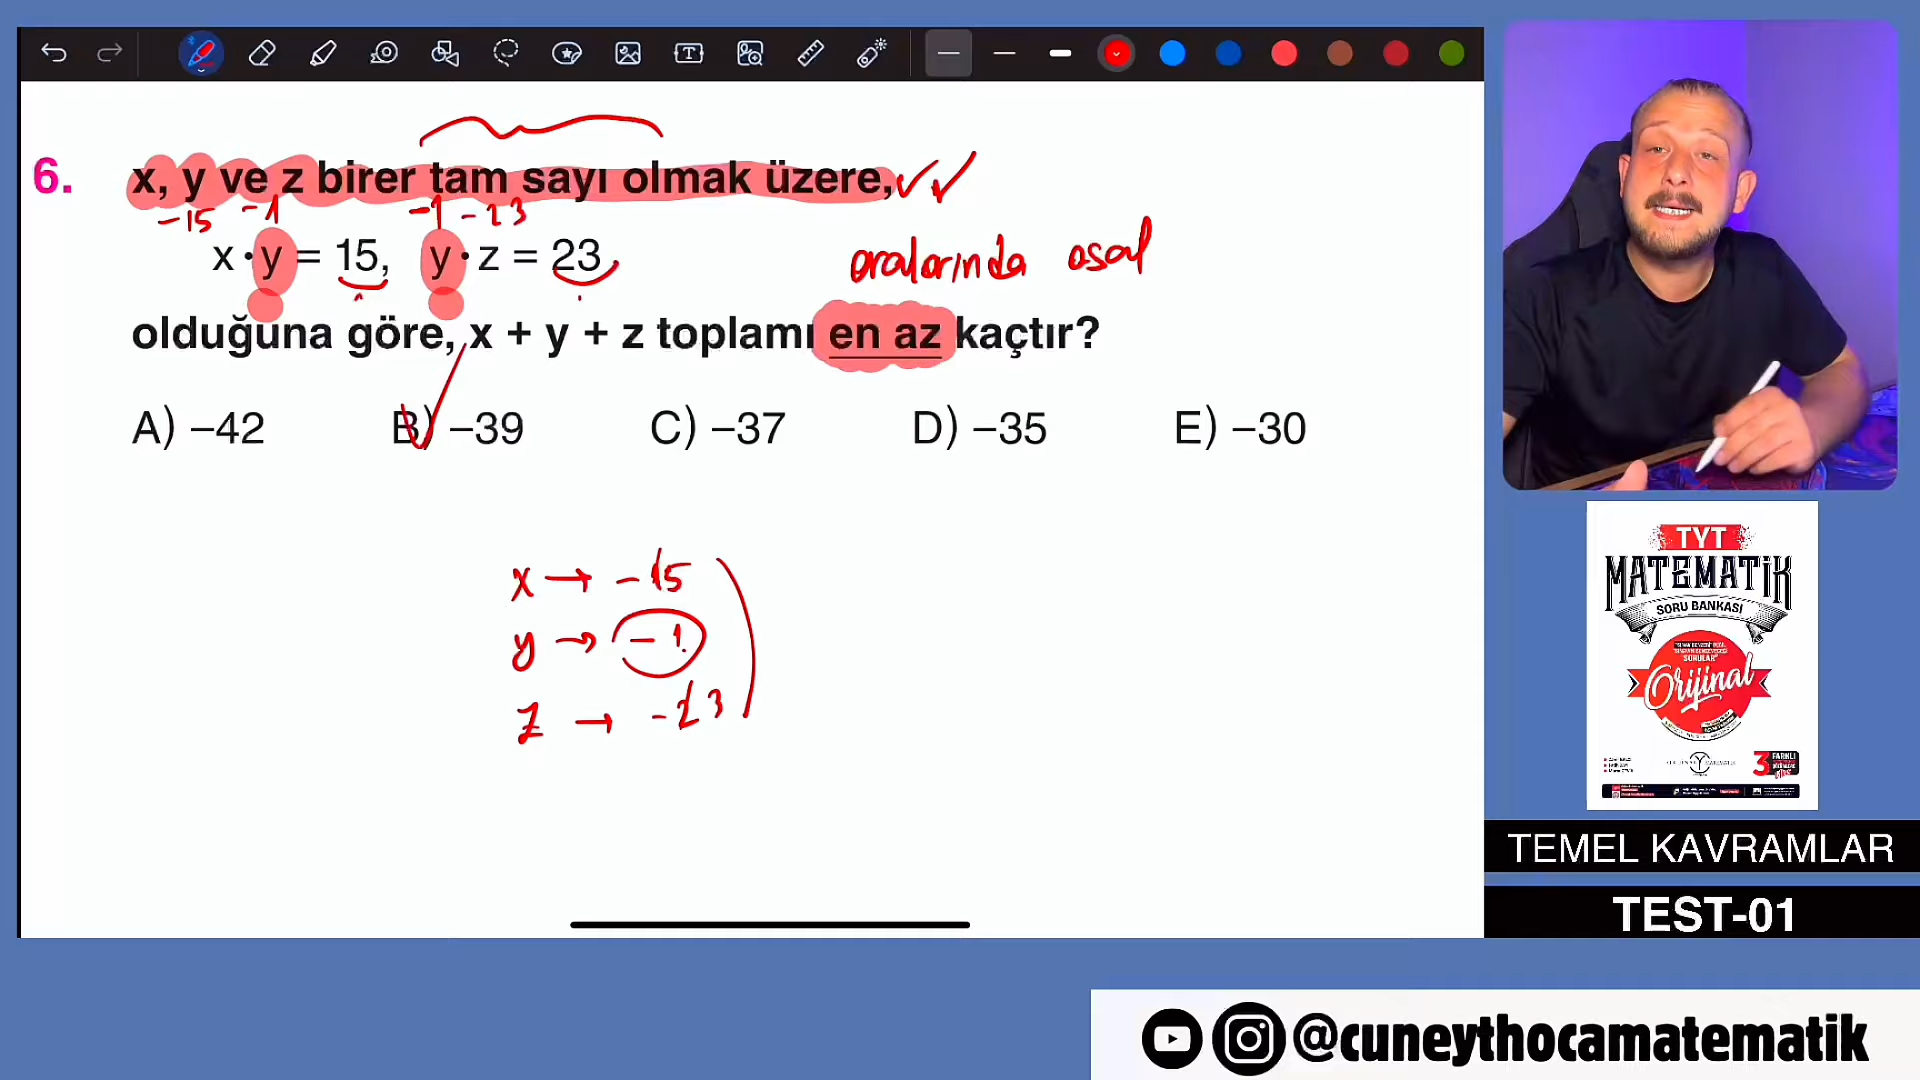 6. x, y ve z birer tam sayı olmak üzere,
-15 -1 -1 -23
x·y = 15, y·z = 23
aralarında asal
olduğuna göre, x + y + z toplamı en az kaçtır?
A) –42 B) –39 C) –37 D) –35 E) –30
x → -15
y → -1
z → -23
TYT
MATEMATİK
SORU BANKASI
Orijinal
3 FARKLI
TEMEL KAVRAMLAR
TEST-01
@cuneythocamatematik